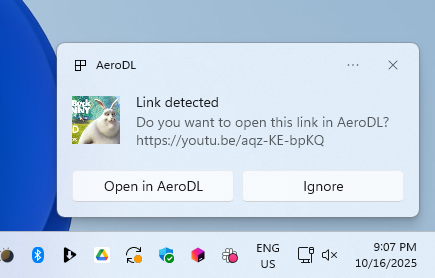 AeroDL
Link detected
Do you want to open this link in AeroDL?
https://youtu.be/aqz-KE-bpKQ
Open in AeroDL
Ignore
ENG
US
9:07 PM
10/16/2025